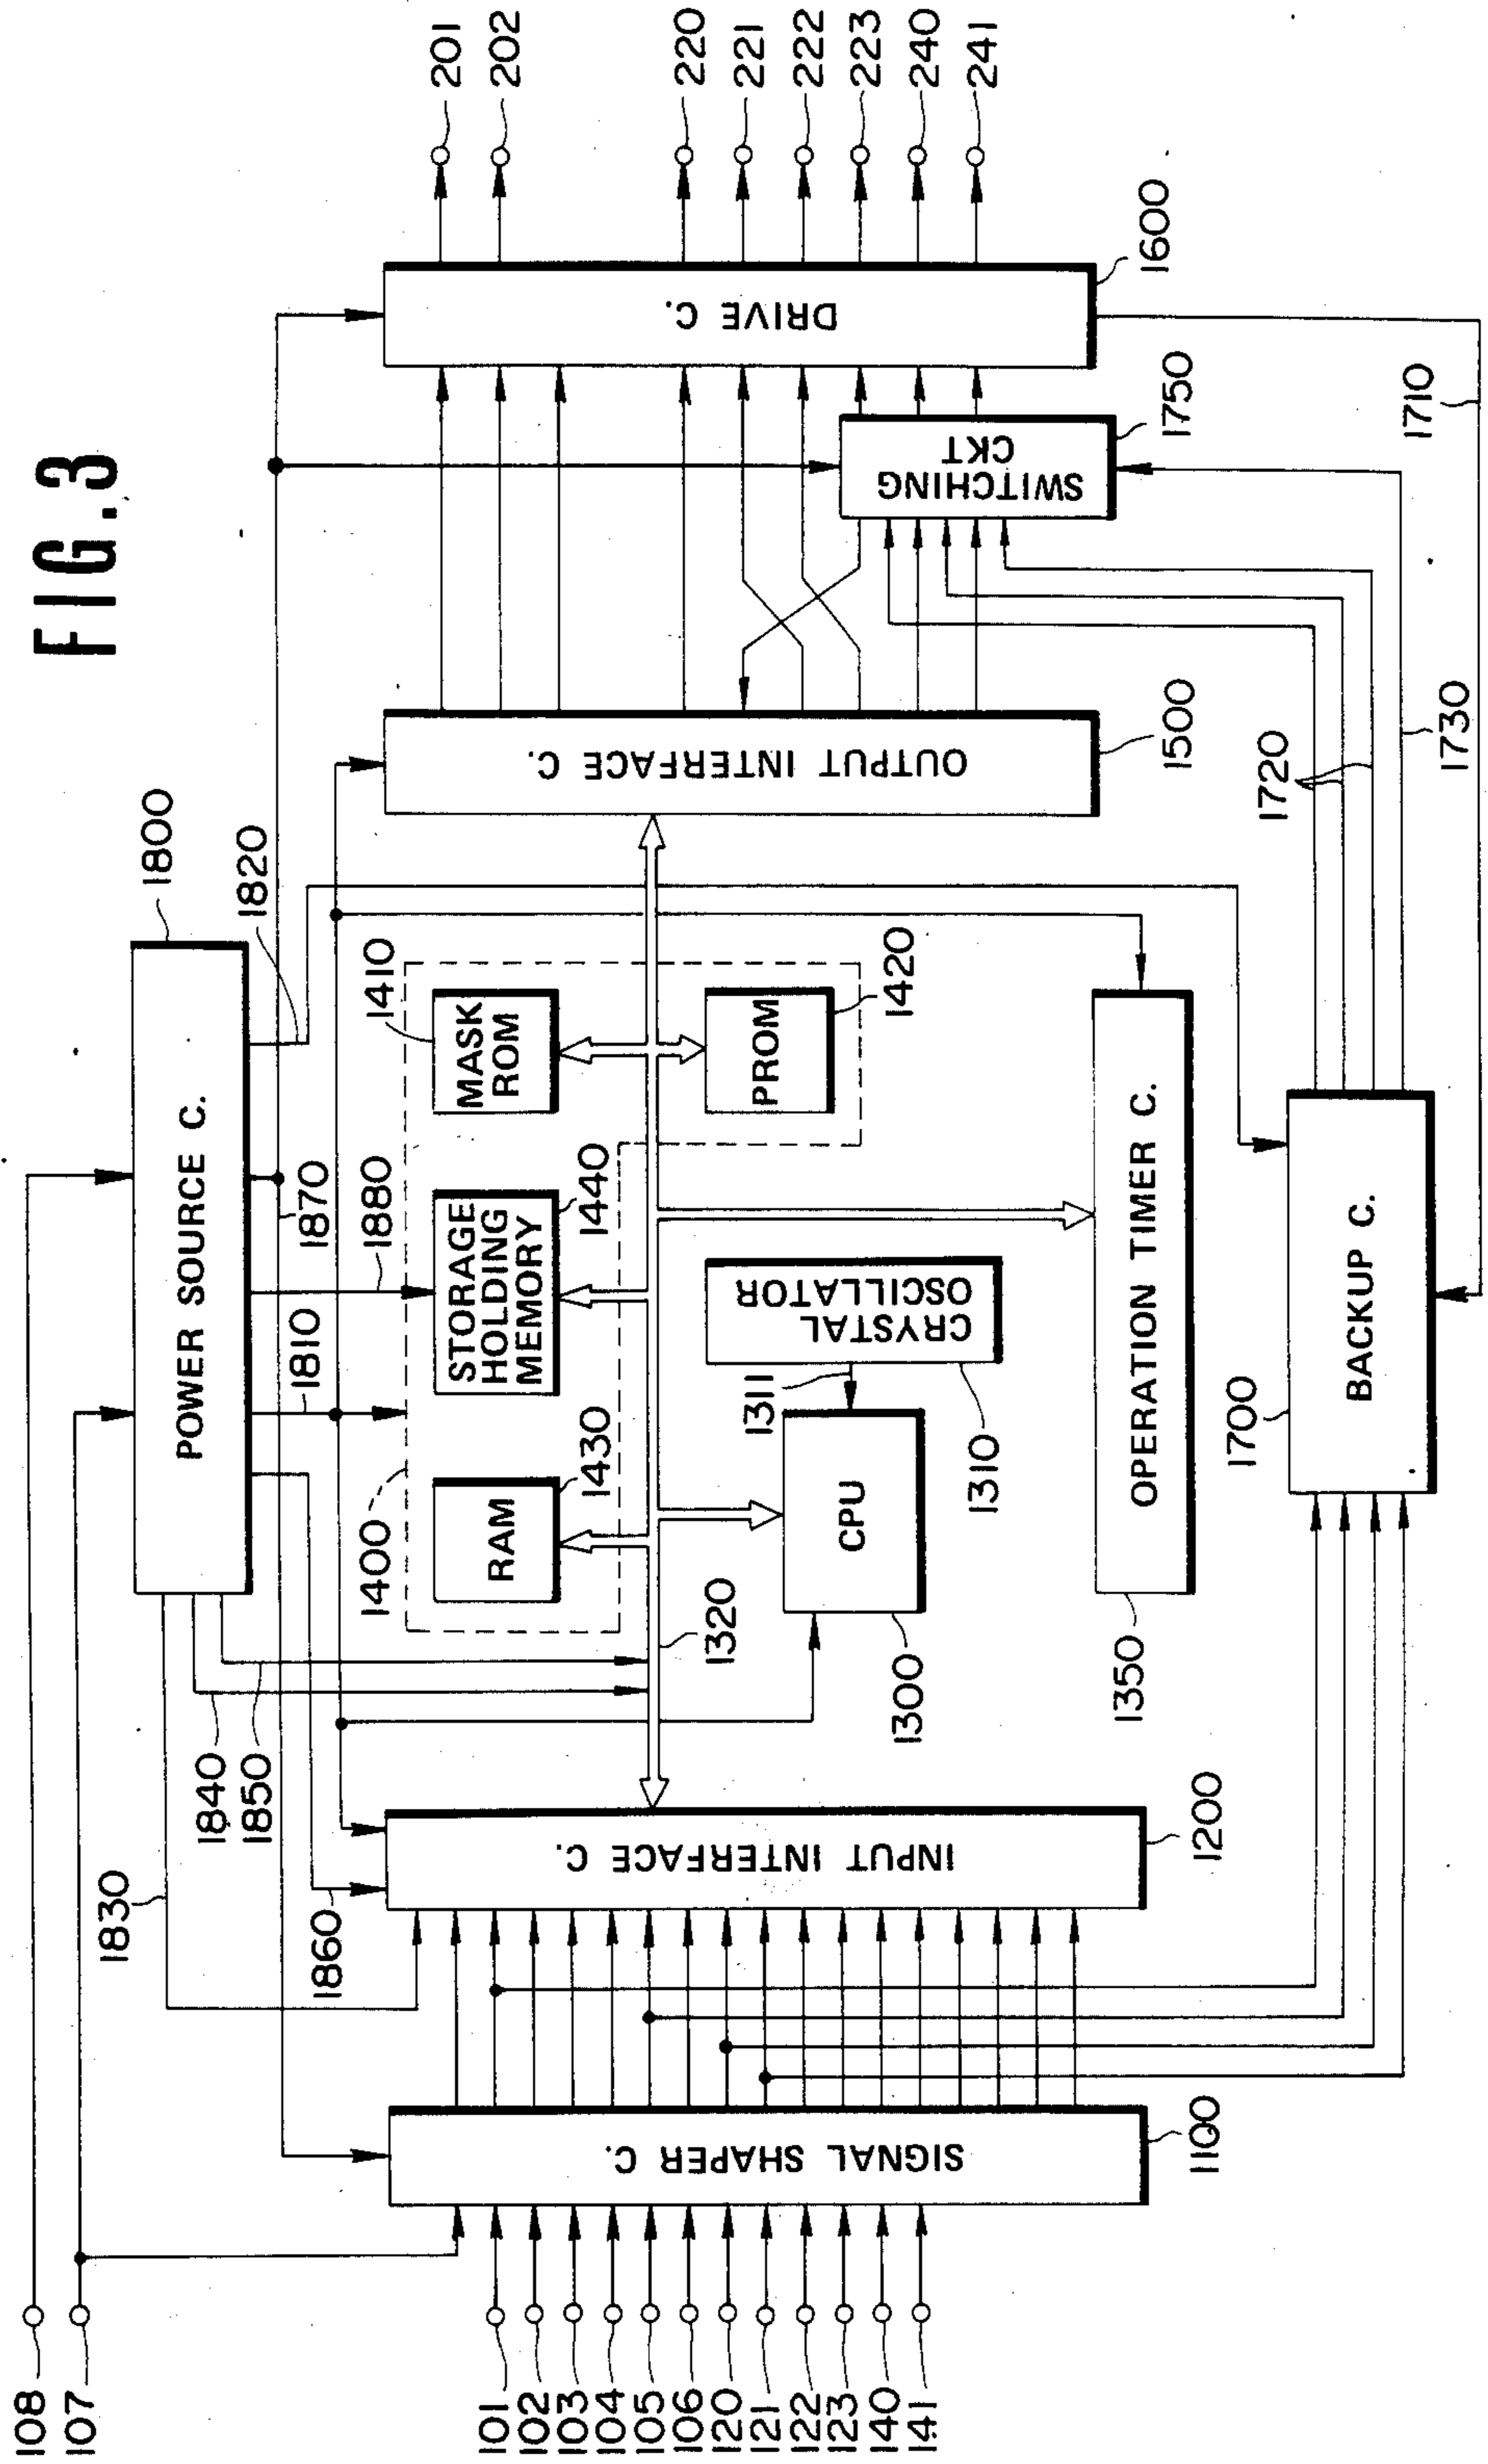 FIG.3
108
107
101
102
103
104
105
106
120
121
122
123
140
141
SIGNAL SHAPER C.
1100
1830
1840
1850
1860
INPUT INTERFACE C.
1200
POWER SOURCE C.
1800
1820
1870
1880
1810
1400
RAM
1430
STORAGE
HOLDING
MEMORY
1440
MASK
ROM
1410
PROM
1420
1320
CPU
1300
1311
CRYSTAL
OSCILLATOR
1310
OPERATION TIMER C.
1350
BACKUP C.
1700
OUTPUT INTERFACE C.
1500
1720
1730
1710
SWITCHING
CKT
1750
DRIVE C.
1600
201
202
220
221
222
223
240
241